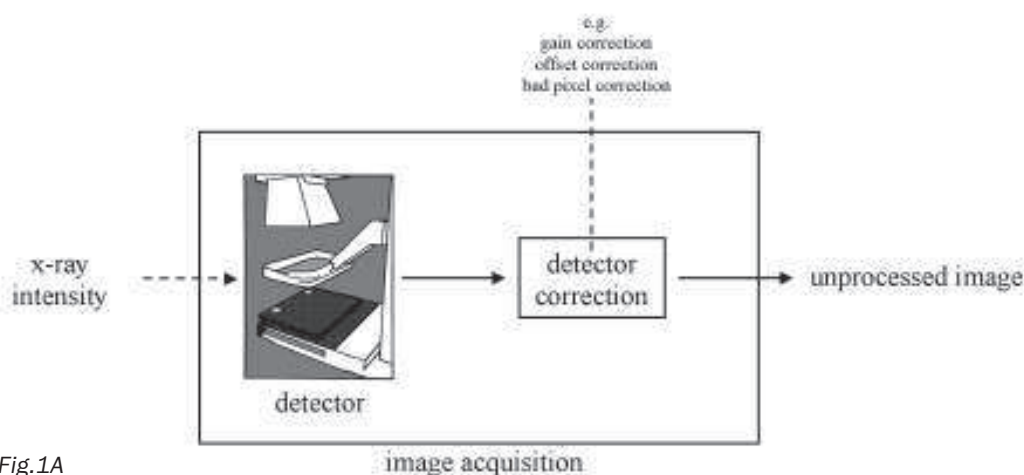 e.g.
gain correction
offset correction
bad pixel correction
x-ray
intensity
detector
correction
unprocessed image
detector
Fig.1A
image acquisition